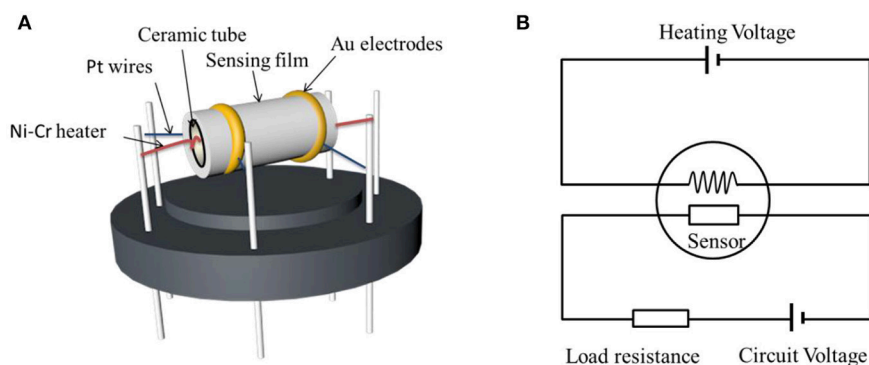 A
Ceramic tube
Sensing film
Au electrodes
Pt wires
Ni-Cr heater
B
Heating Voltage
Sensor
Load resistance
Circuit Voltage